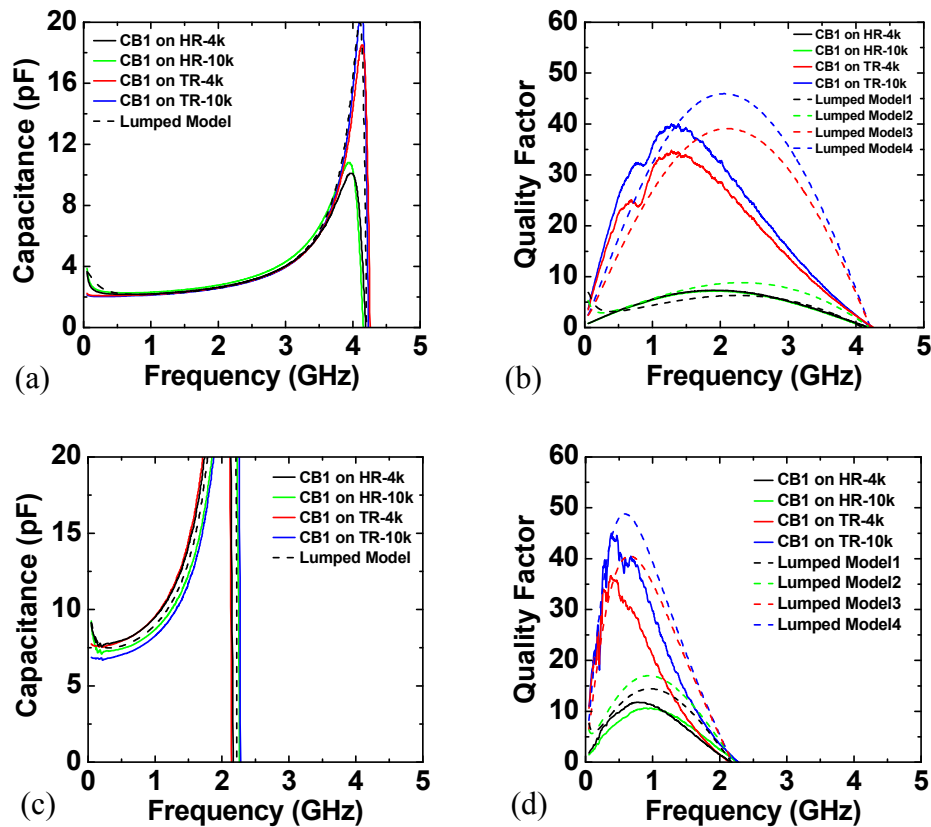 20
16
12
8
4
0
Capacitance (pF)
CB1 on HR-4k
CB1 on HR-10k
CB1 on TR-4k
CB1 on TR-10k
Lumped Model
0 1 2 3 4 5
Frequency (GHz)
(a)
60
50
40
30
20
10
0
Quality Factor
CB1 on HR-4k
CB1 on HR-10k
CB1 on TR-4k
CB1 on TR-10k
Lumped Model1
Lumped Model2
Lumped Model3
Lumped Model4
0 1 2 3 4 5
Frequency (GHz)
(b)
20
15
10
5
0
Capacitance (pF)
CB1 on HR-4k
CB1 on HR-10k
CB1 on TR-4k
CB1 on TR-10k
Lumped Model
0 1 2 3 4 5
Frequency (GHz)
(c)
60
50
40
30
20
10
0
Quality Factor
CB1 on HR-4k
CB1 on HR-10k
CB1 on TR-4k
CB1 on TR-10k
Lumped Model1
Lumped Model2
Lumped Model3
Lumped Model4
0 1 2 3 4 5
Frequency (GHz)
(d)